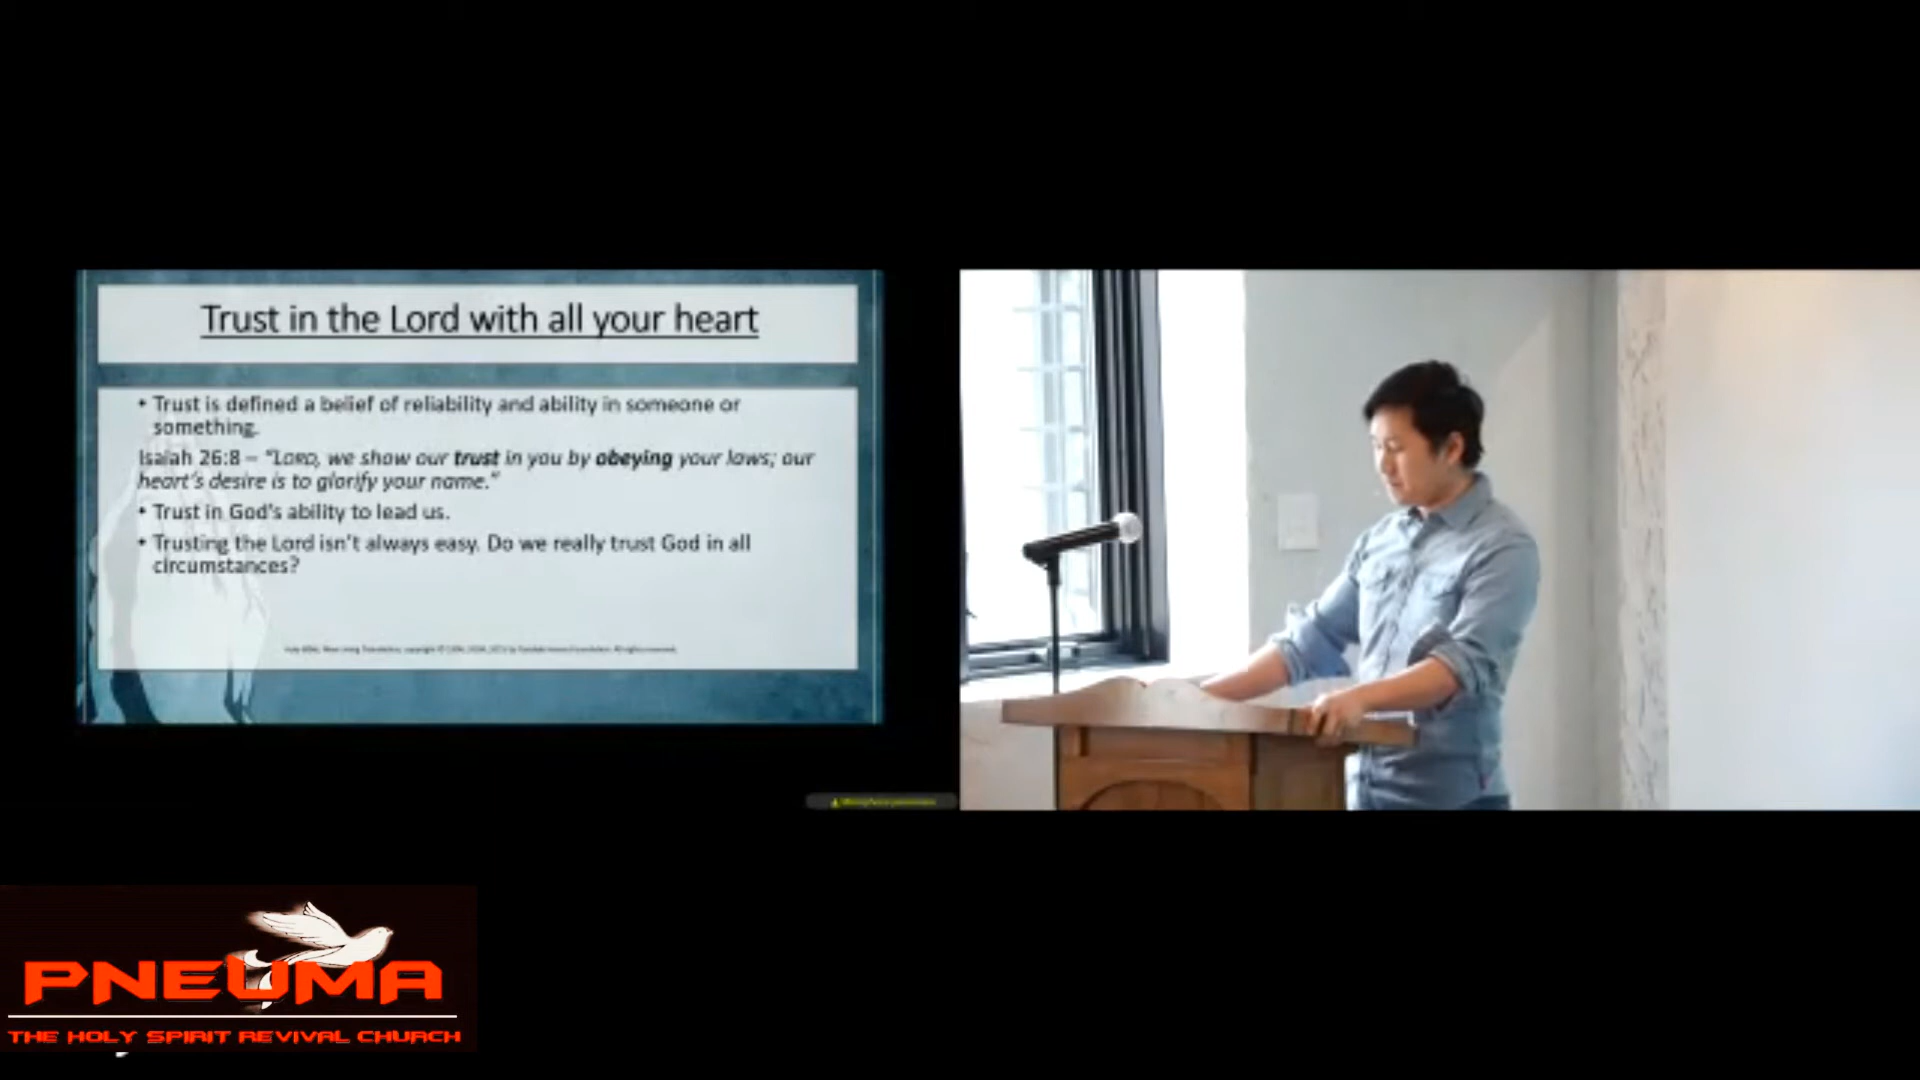 Trust in the Lord with all your heart
• Trust is defined a belief of reliability and ability in someone or
something.
Isaiah 26:8 – "LORD, we show our trust in you by obeying your laws; our
heart's desire is to glorify your name."
• Trust in God's ability to lead us.
• Trusting the Lord isn't always easy. Do we really trust God in all
circumstances?
PNEUMA
THE HOLY SPIRIT REVIVAL CHURCH